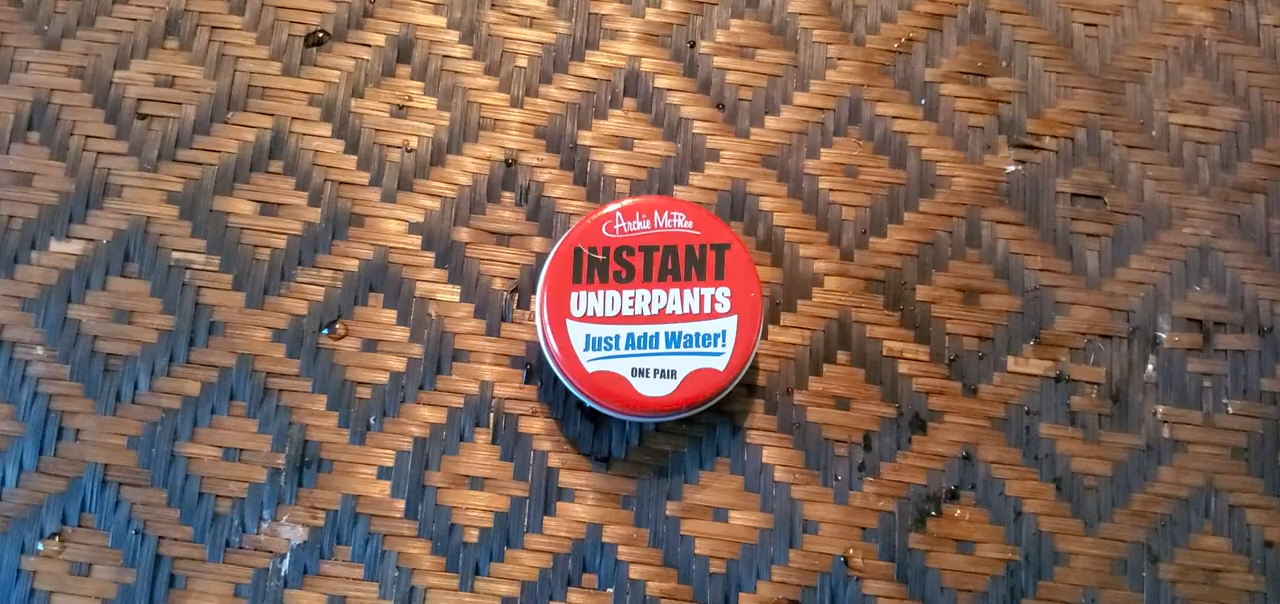 Archie McPhee
INSTANT
UNDERPANTS
Just Add Water!
ONE PAIR